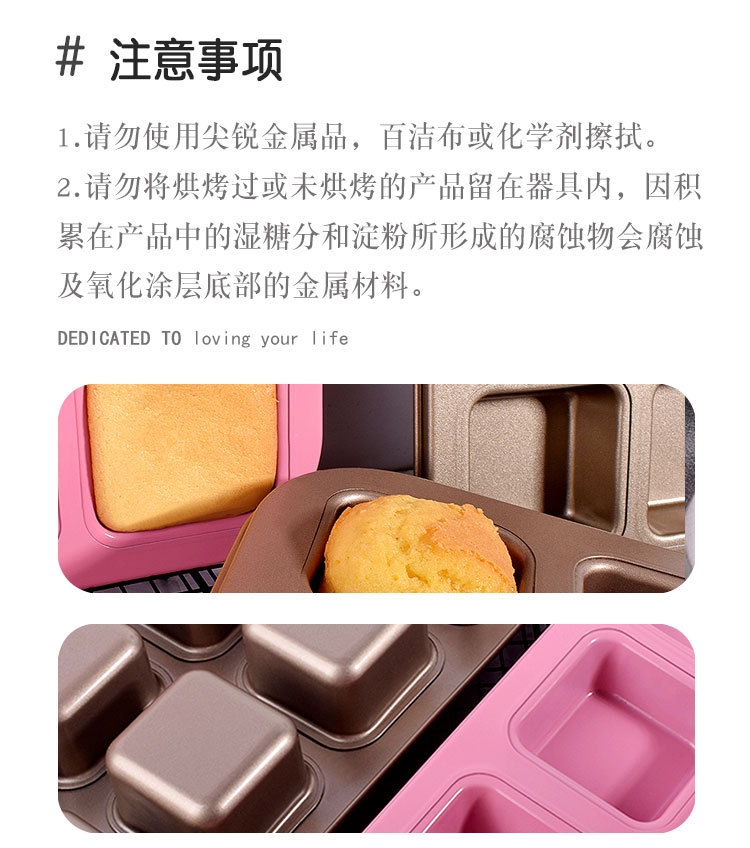 # 注意事项
1.请勿使用尖锐金属品，百洁布或化学剂擦拭。
2.请勿将烘烤过或未烘烤的产品留在器具内，因积
累在产品中的湿糖分和淀粉所形成的腐蚀物会腐蚀
及氧化涂层底部的金属材料。
DEDICATED TO loving your life